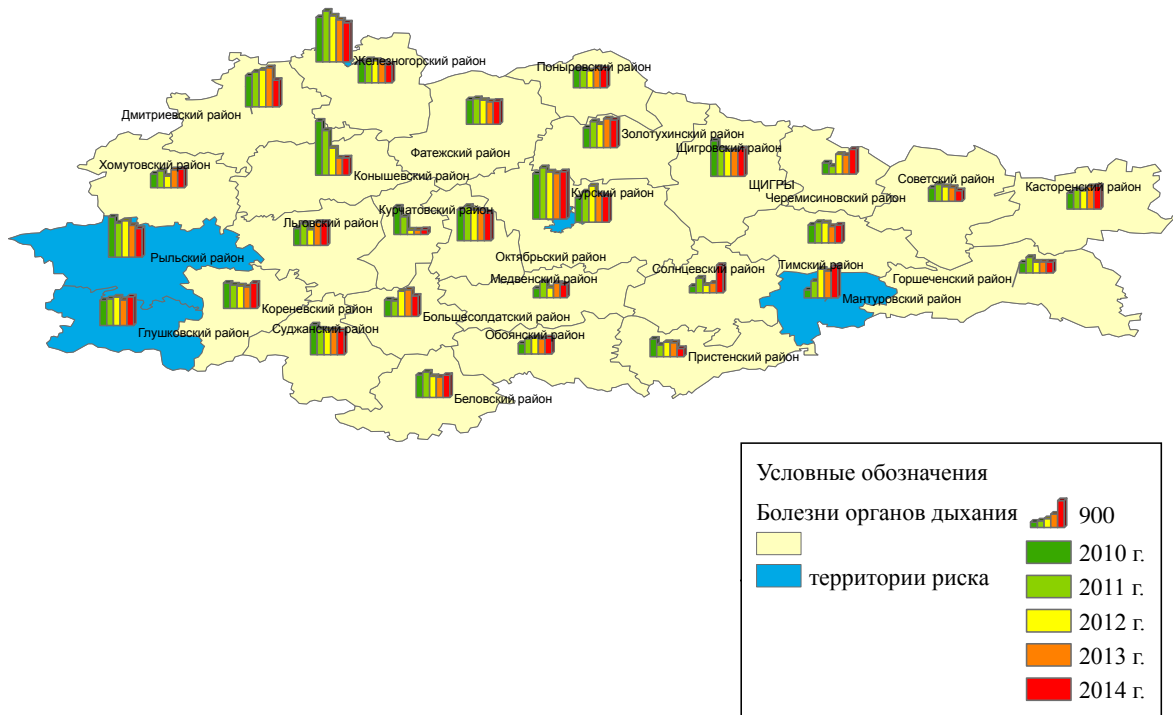 Железногорский район
Поныровский район
Дмитриевский район
Золотухинский район
Щигровский район
Фатежский район
Хомутовский район
Конышевский район
ЩИГРЫ
Советский район
Касторенский район
Курский район
Черемисиновский район
Курчатовский район
Льговский район
Рыльский район
Октябрьский район
Солнцевский район
Тимский район
Медвенский район
Горшеченский район
Мантуровский район
Кореневский район
Большесолдатский район
Глушковский район
Суджанский район
Обоянский район
Пристенский район
Беловский район
Условные обозначения
Болезни органов дыхания
900
2010 г.
территории риска
2011 г.
2012 г.
2013 г.
2014 г.